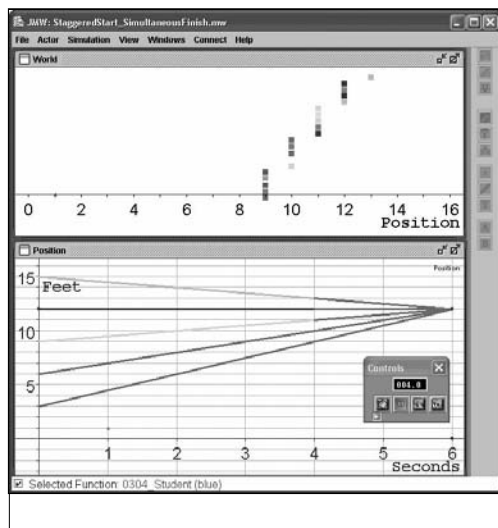 JMW: StaggeredStart_SimultaneousFinish.mw
File Actor Simulation View Windows Connect Help
World
0 2 4 6 8 10 12 14 16
Position
Position
Position
15
Feet
10
5
Controls
004.0
1 2 3 4 5 6
Seconds
Selected Function: 0304_Student (blue)